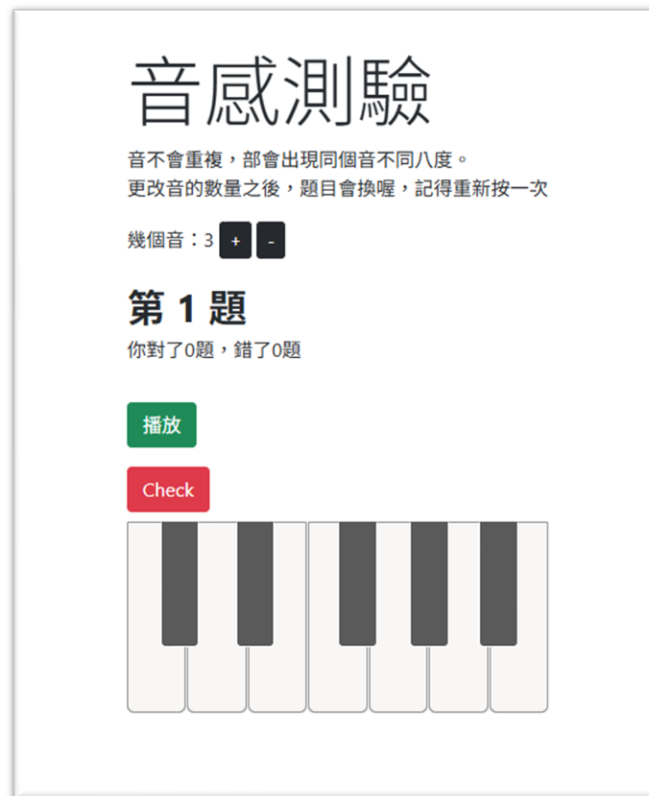 音感測驗
音不會重複，部會出現同個音不同八度。
更改音的數量之後，題目會換喔，記得重新按一次
幾個音：3 + -
第 1 題
你對了0題，錯了0題
播放
Check